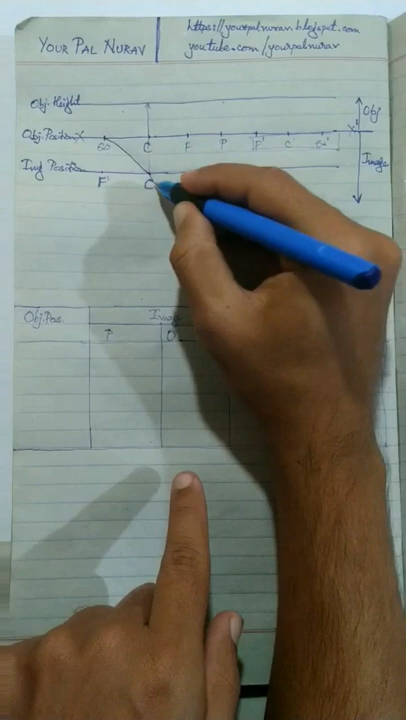 YOUR PAL NURAV
https://yourpalnurav.blogspot.com
youtube.com/yourpalnurav
Obj. Height
Obj
Obj. Position X ∞ C F P F' C' ∞' X'
Img Position
Image
F' C
Obj. Pos. Image
P O